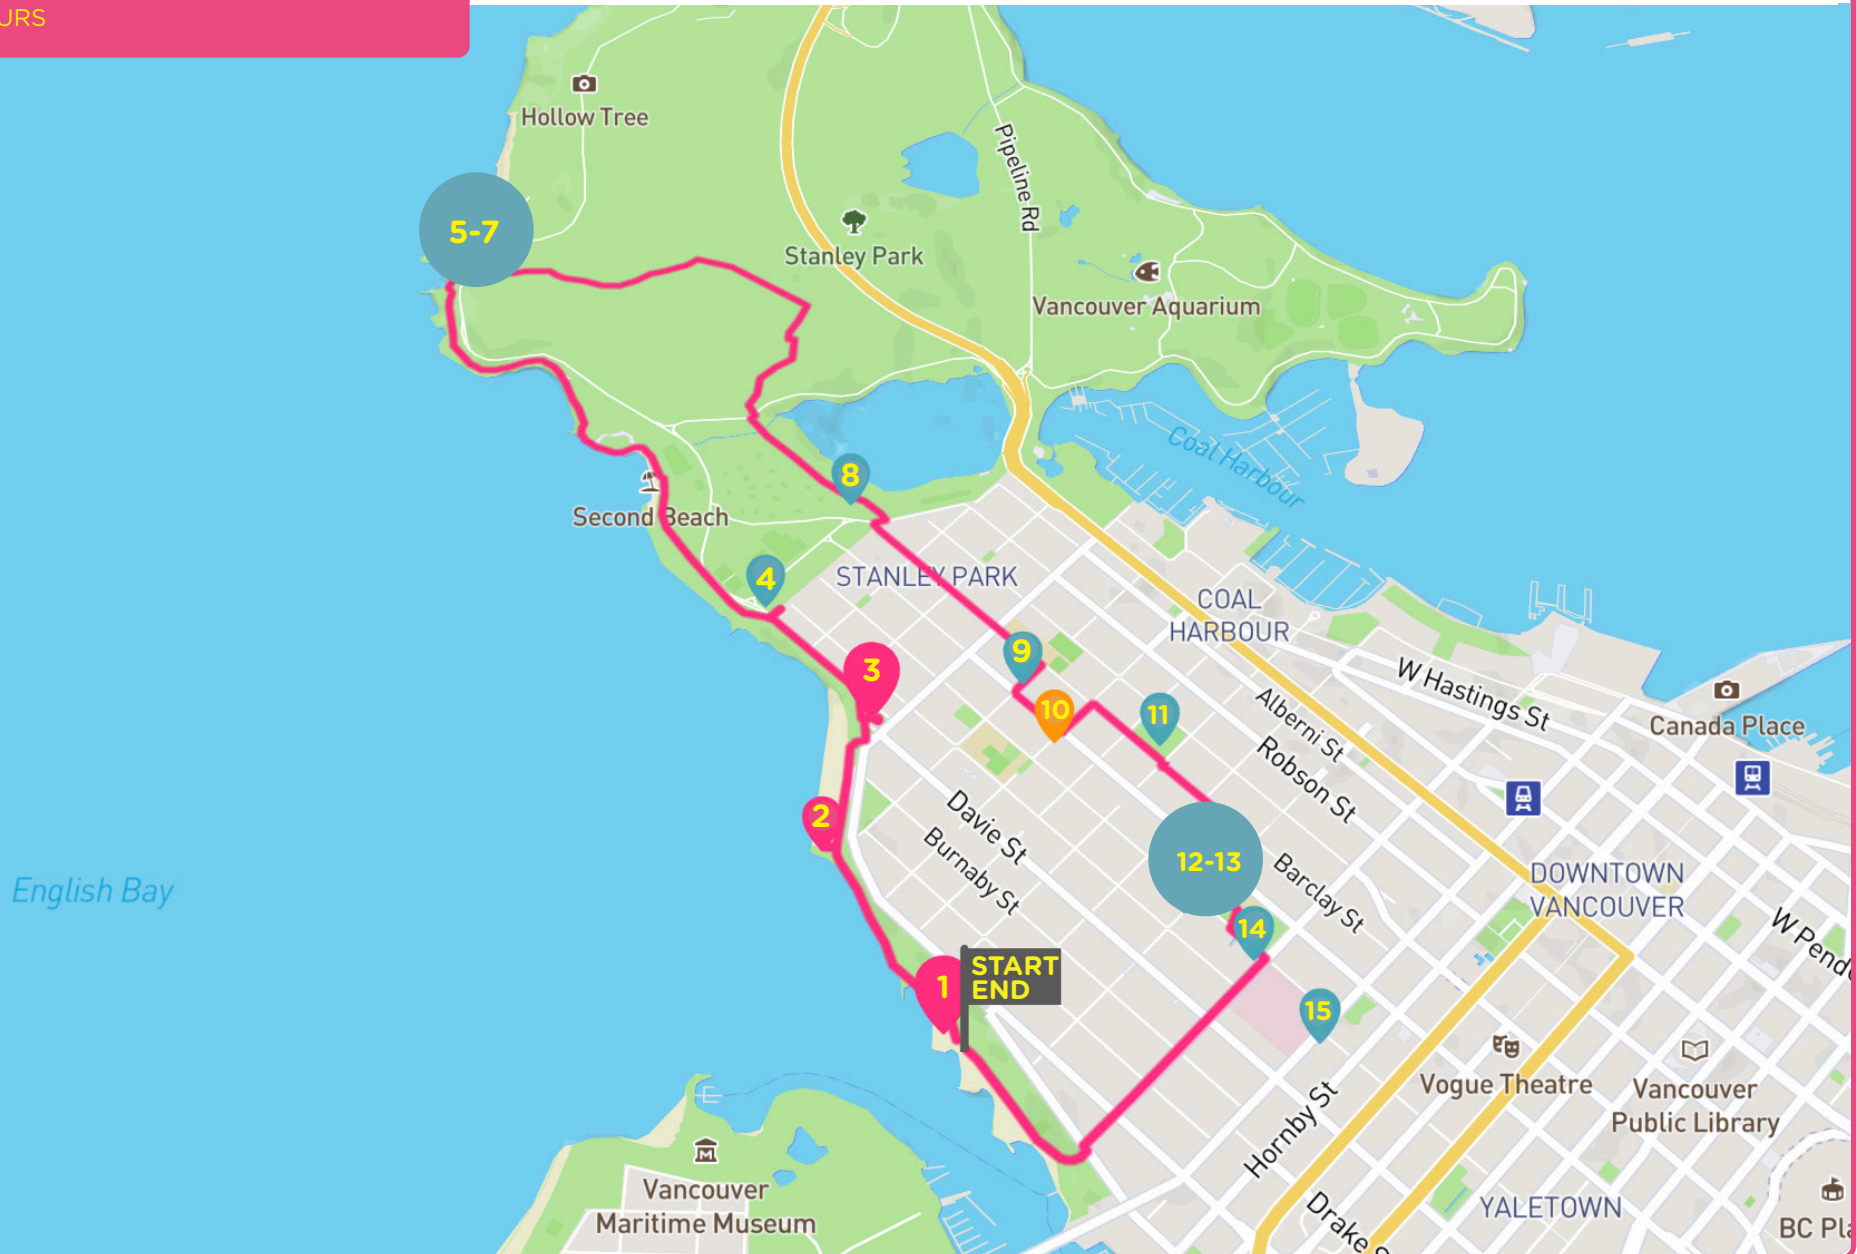 URS
Hollow Tree
Pipeline Rd
5-7
Stanley Park
Vancouver Aquarium
Coal Harbour
8
Second Beach
4
STANLEY PARK
COAL
HARBOUR
9
3
W Hastings St
Alberni St
Canada Place
10
11
Robson St
2
Davie St
Burnaby St
12-13
Barclay St
DOWNTOWN
VANCOUVER
English Bay
14
W Pend
START
END
1
15
Vogue Theatre
Vancouver
Public Library
Hornby St
M
Vancouver
Maritime Museum
Drake S
YALETOWN
BC Pla